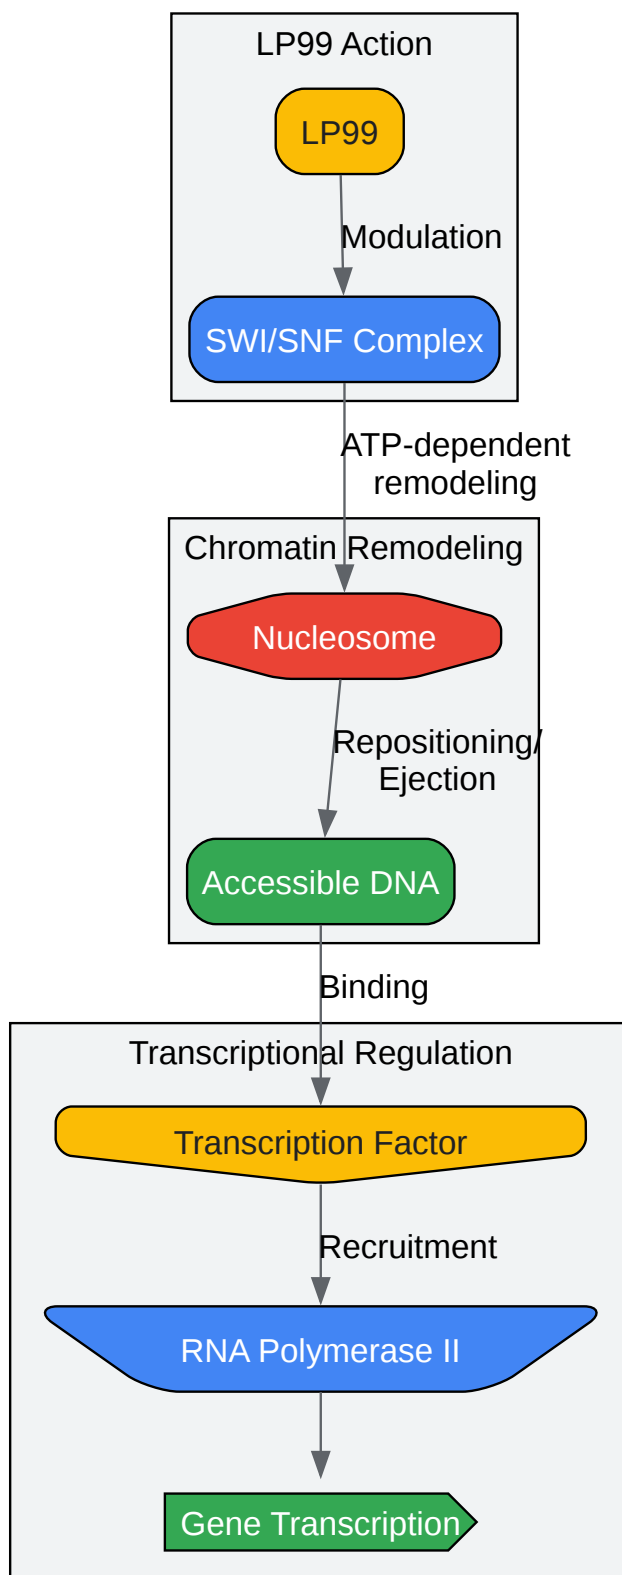 LP99 Action
LP99
Modulation
SWI/SNF Complex
ATP-dependent
remodeling
Chromatin Remodeling
Nucleosome
Repositioning/
Ejection
Accessible DNA
Binding
Transcriptional Regulation
Transcription Factor
Recruitment
RNA Polymerase II
Gene Transcription